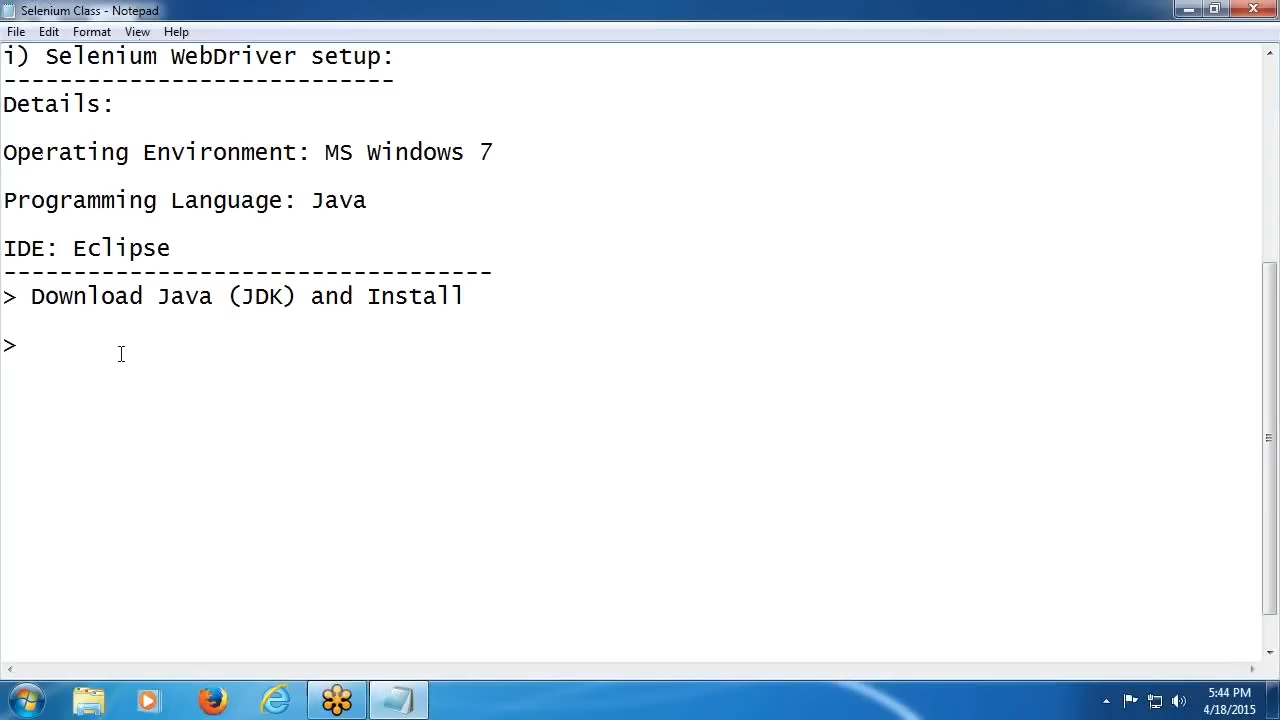 Selenium Class - Notepad
File Edit Format View Help
i) Selenium WebDriver setup:
----------------------------
Details:
Operating Environment: MS Windows 7
Programming Language: Java
IDE: Eclipse
-----------------------------------
> Download Java (JDK) and Install
>
5:44 PM
4/18/2015